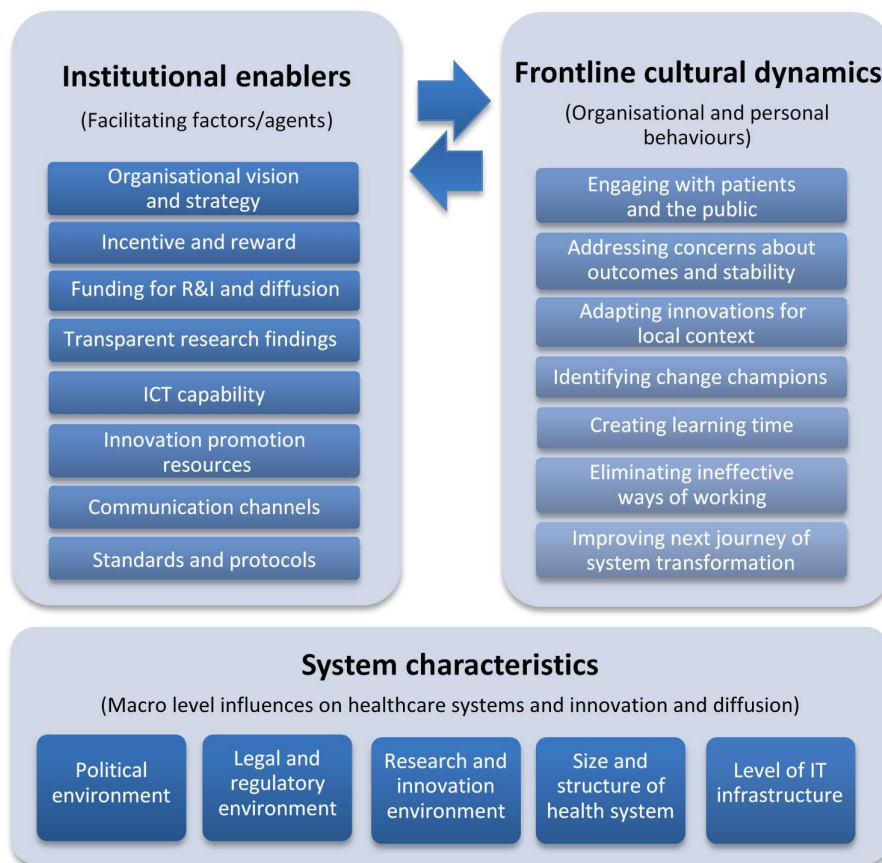 Institutional enablers
(Facilitating factors/agents)
Organisational vision
and strategy
Incentive and reward
Funding for R&I and diffusion
Transparent research findings
ICT capability
Innovation promotion
resources
Communication channels
Standards and protocols
Frontline cultural dynamics
(Organisational and personal
behaviours)
Engaging with patients
and the public
Addressing concerns about
outcomes and stability
Adapting innovations for
local context
Identifying change champions
Creating learning time
Eliminating ineffective
ways of working
Improving next journey of
system transformation
System characteristics
(Macro level influences on healthcare systems and innovation and diffusion)
Political
environment
Legal and
regulatory
environment
Research and
innovation
environment
Size and
structure of
health system
Level of IT
infrastructure